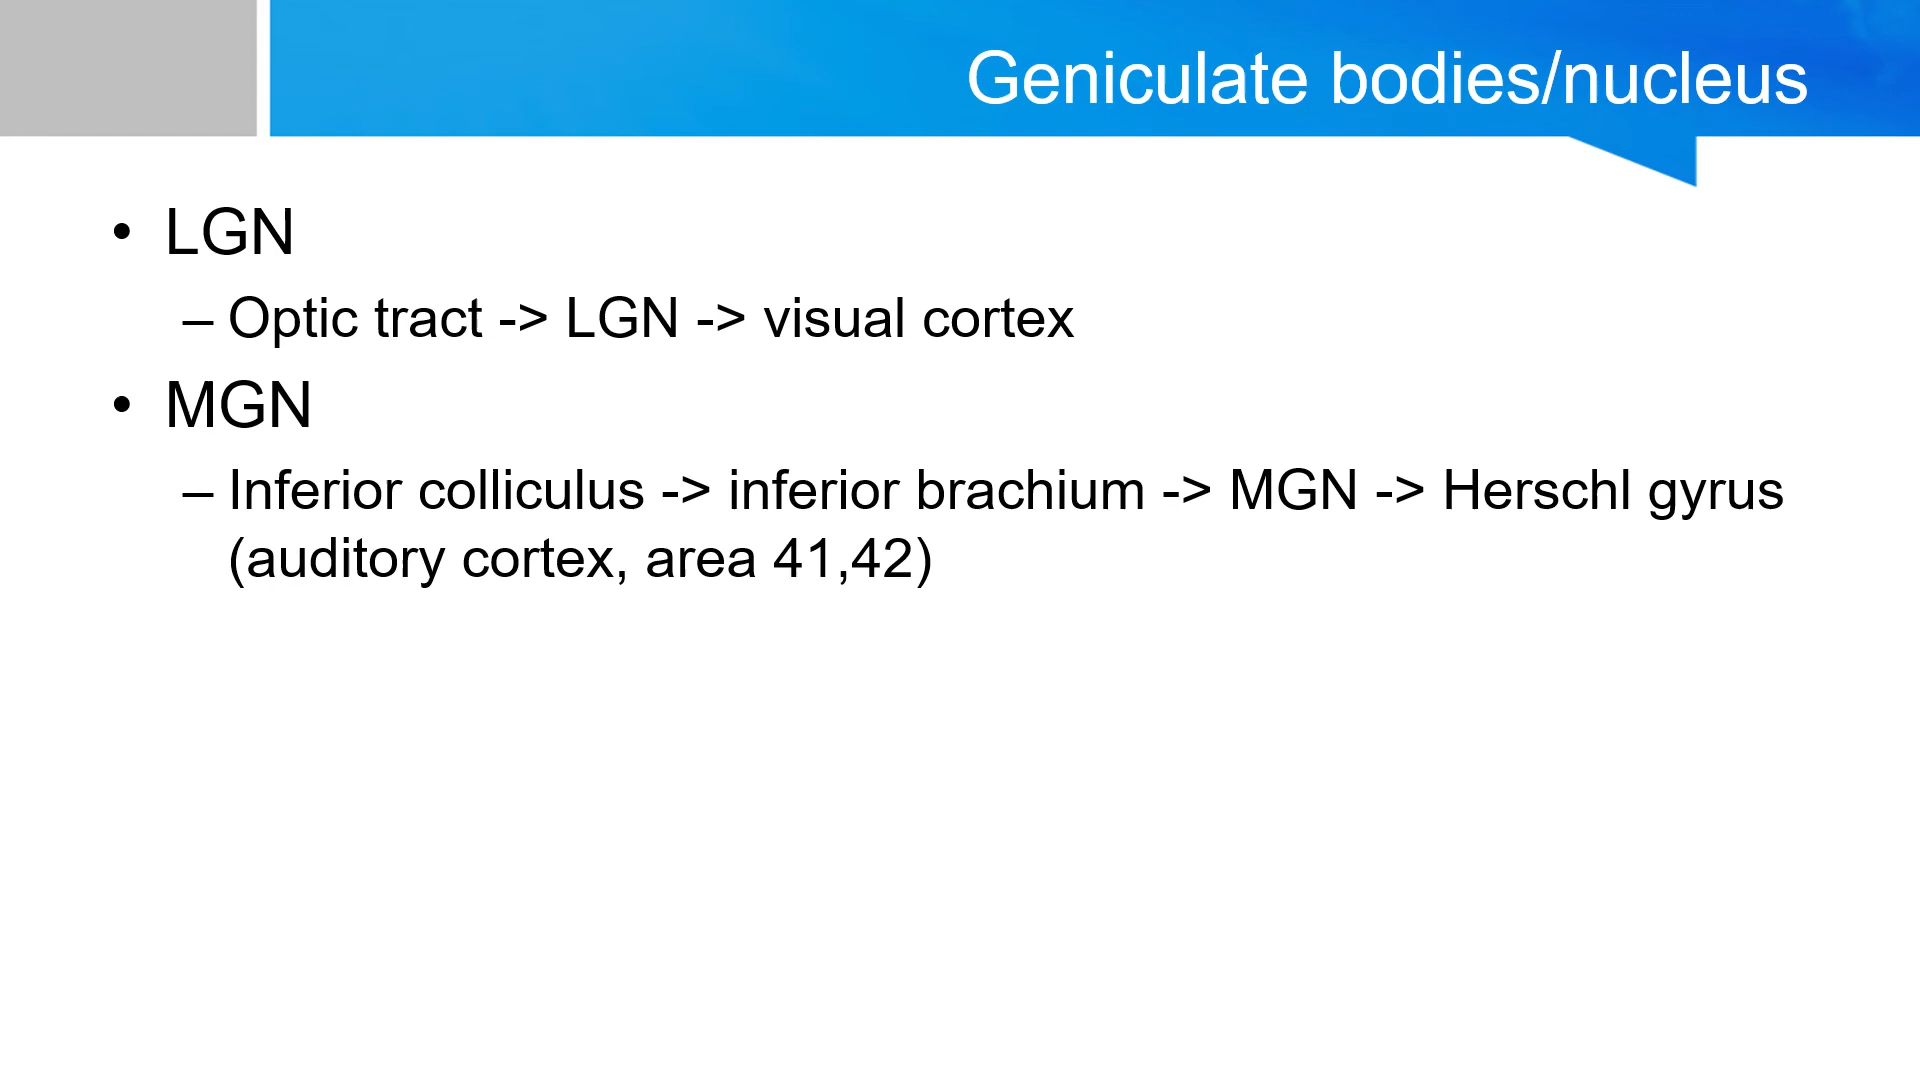 Geniculate bodies/nucleus
• LGN
– Optic tract -> LGN -> visual cortex
• MGN
– Inferior colliculus -> inferior brachium -> MGN -> Herschl gyrus
(auditory cortex, area 41,42)